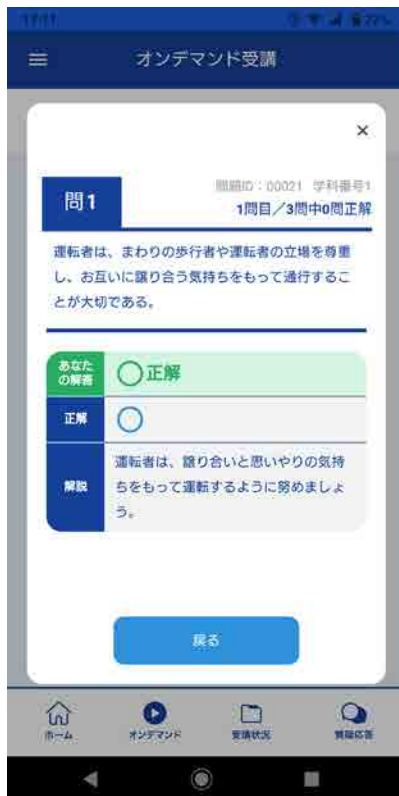 17:17
27%
オンデマンド受講
×
問1
問題ID：00021 学科番号1
1問目／3問中0問正解
運転者は、まわりの歩行者や運転者の立場を尊重
し、お互いに譲り合う気持ちをもって通行するこ
とが大切である。
あなた
の解答
◯正解
正解
◯
解説
運転者は、譲り合いと思いやりの気持
ちをもって運転するように努めましょ
う。
戻る
ホーム
オンデマンド
受講状況
質疑応答